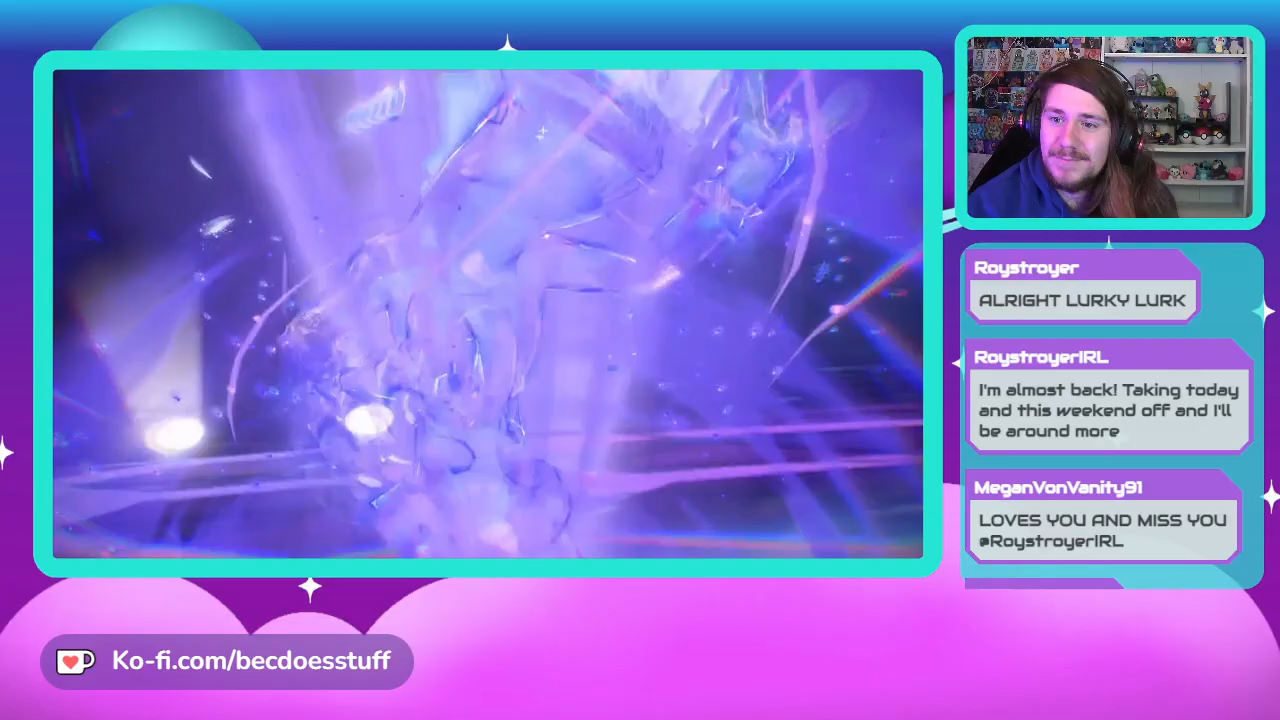 Roystroyer
ALRIGHT LURKY LURK
RoystroyerIRL
I'm almost back! Taking today
and this weekend off and I'll
be around more
MeganVonVanity91
LOVES YOU AND MISS YOU
@RoystroyerIRL
Ko-fi.com/becdoesstuff